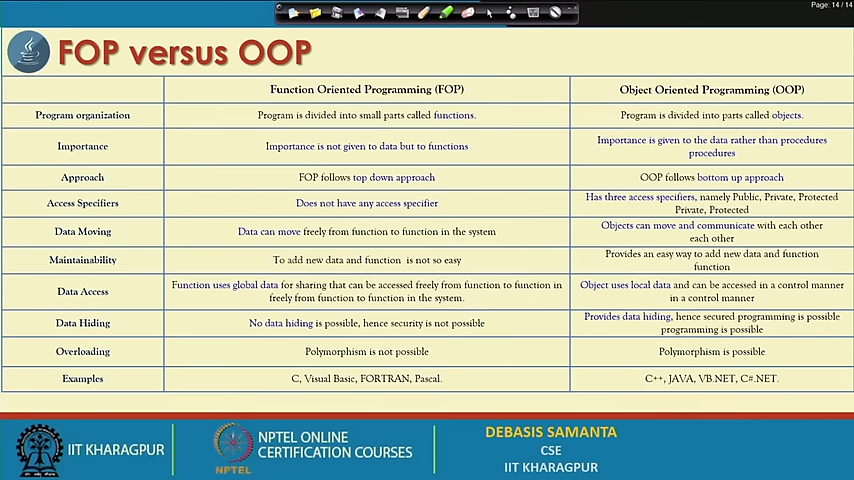 Page: 14 / 14
FOP versus OOP
Function Oriented Programming (FOP)
Object Oriented Programming (OOP)
Program organization
Program is divided into small parts called functions.
Program is divided into parts called objects.
Importance
Importance is not given to data but to functions
Importance is given to the data rather than procedures
procedures
Approach
FOP follows top down approach
OOP follows bottom up approach
Access Specifiers
Does not have any access specifier
Has three access specifiers, namely Public, Private, Protected
Private, Protected
Data Moving
Data can move freely from function to function in the system
Objects can move and communicate with each other
each other
Maintainability
To add new data and function is not so easy
Provides an easy way to add new data and function
function
Data Access
Function uses global data for sharing that can be accessed freely from function to function in
freely from function to function in the system.
Object uses local data and can be accessed in a control manner
in a control manner
Data Hiding
No data hiding is possible, hence security is not possible
Provides data hiding, hence secured programming is possible
programming is possible
Overloading
Polymorphism is not possible
Polymorphism is possible
Examples
C, Visual Basic, FORTRAN, Pascal.
C++, JAVA, VB.NET, C#.NET.
IIT KHARAGPUR
NPTEL
NPTEL ONLINE
CERTIFICATION COURSES
DEBASIS SAMANTA
CSE
IIT KHARAGPUR